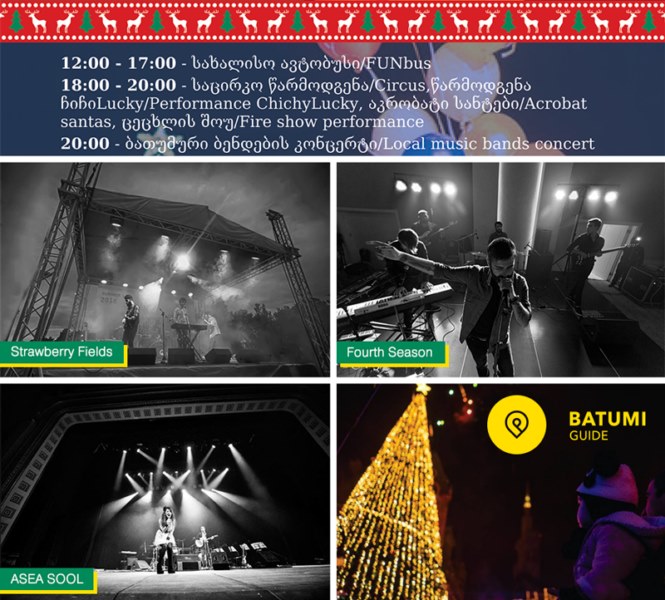 12:00 - 17:00 - სახალისო ავტობუსი/FUNbus
18:00 - 20:00 - საცირკო წარმოდგენა/Circus,წარმოდგენა
ჩიჩიLucky/Performance ChichyLucky, აკრობატი სანტები/Acrobat
santas, ცეცხლის შოუ/Fire show performance
20:00 - ბათუმური ბენდების კონცერტი/Local music bands concert
Strawberry Fields
Fourth Season
ASEA SOOL
BATUMI
GUIDE